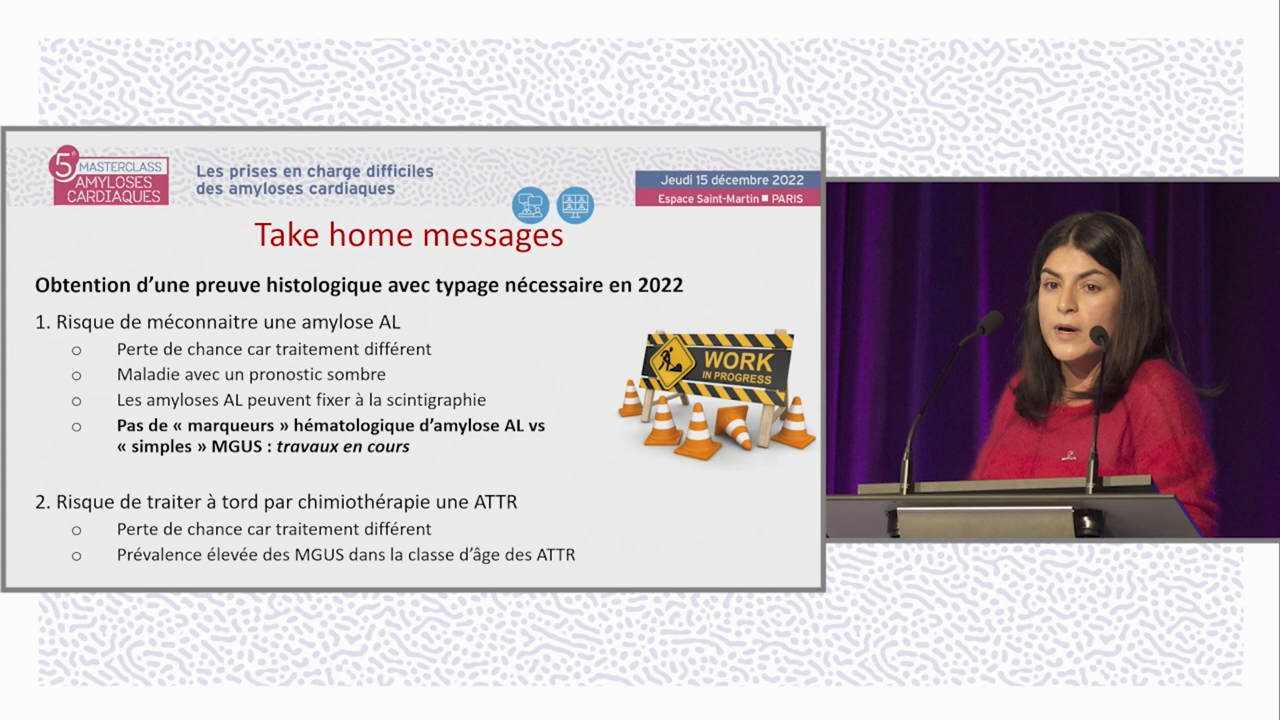 5e MASTERCLASS
AMYLOSES
CARDIAQUES
Les prises en charge difficiles
des amyloses cardiaques
Jeudi 15 décembre 2022
Espace Saint-Martin ■ PARIS
Take home messages
Obtention d’une preuve histologique avec typage nécessaire en 2022
1. Risque de méconnaitre une amylose AL
o Perte de chance car traitement différent
o Maladie avec un pronostic sombre
o Les amyloses AL peuvent fixer à la scintigraphie
o Pas de « marqueurs » hématologique d’amylose AL vs
« simples » MGUS : travaux en cours
WORK
IN PROGRESS
2. Risque de traiter à tord par chimiothérapie une ATTR
o Perte de chance car traitement différent
o Prévalence élevée des MGUS dans la classe d’âge des ATTR